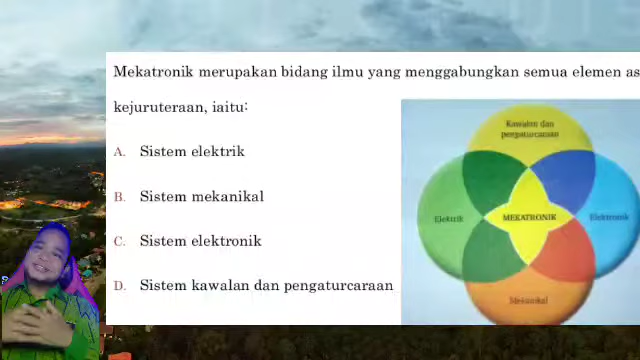 Mekatronik merupakan bidang ilmu yang menggabungkan semua elemen as
kejuruteraan, iaitu:
A. Sistem elektrik
B. Sistem mekanikal
C. Sistem elektronik
D. Sistem kawalan dan pengaturcaraan
Kawalan dan
pengaturcaraan
Elektrik
MEKATRONIK
Elektronik
Mekanikal